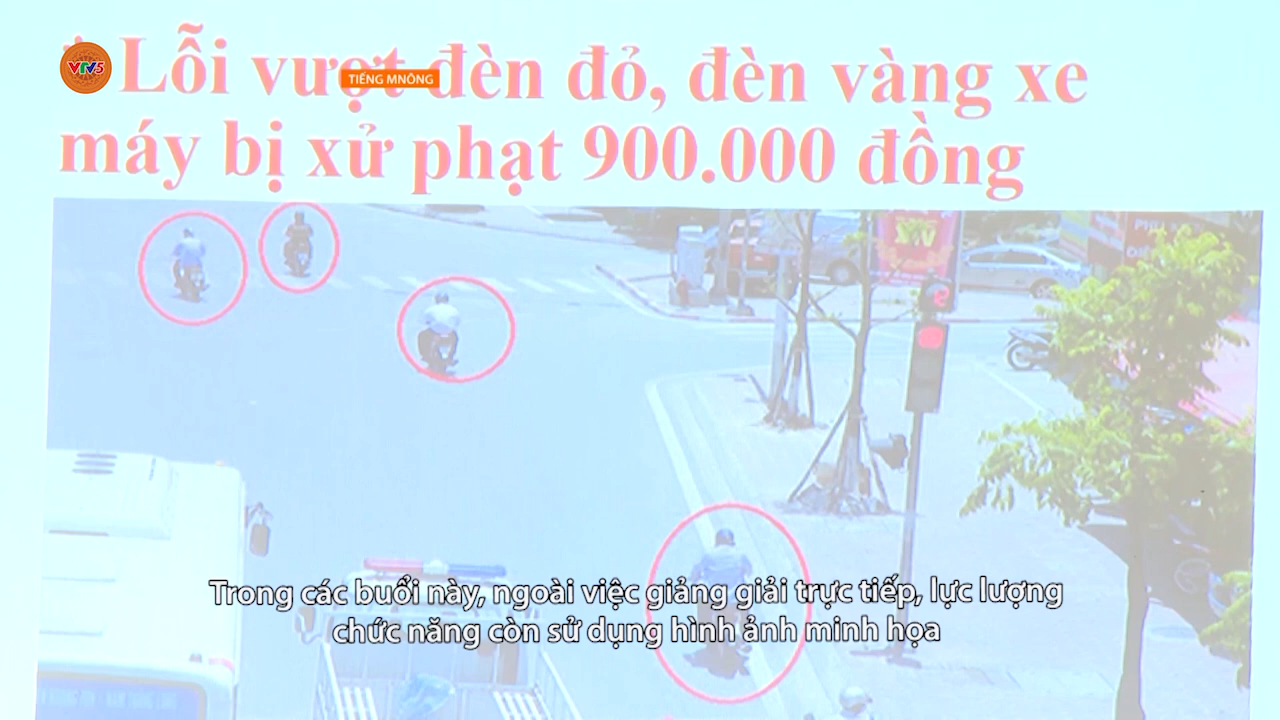 * Lỗi vượt đèn đỏ, đèn vàng xe
máy bị xử phạt 900.000 đồng
VTV5
TIẾNG MNÔNG
Trong các buổi này, ngoài việc giảng giải trực tiếp, lực lượng
chức năng còn sử dụng hình ảnh minh họa